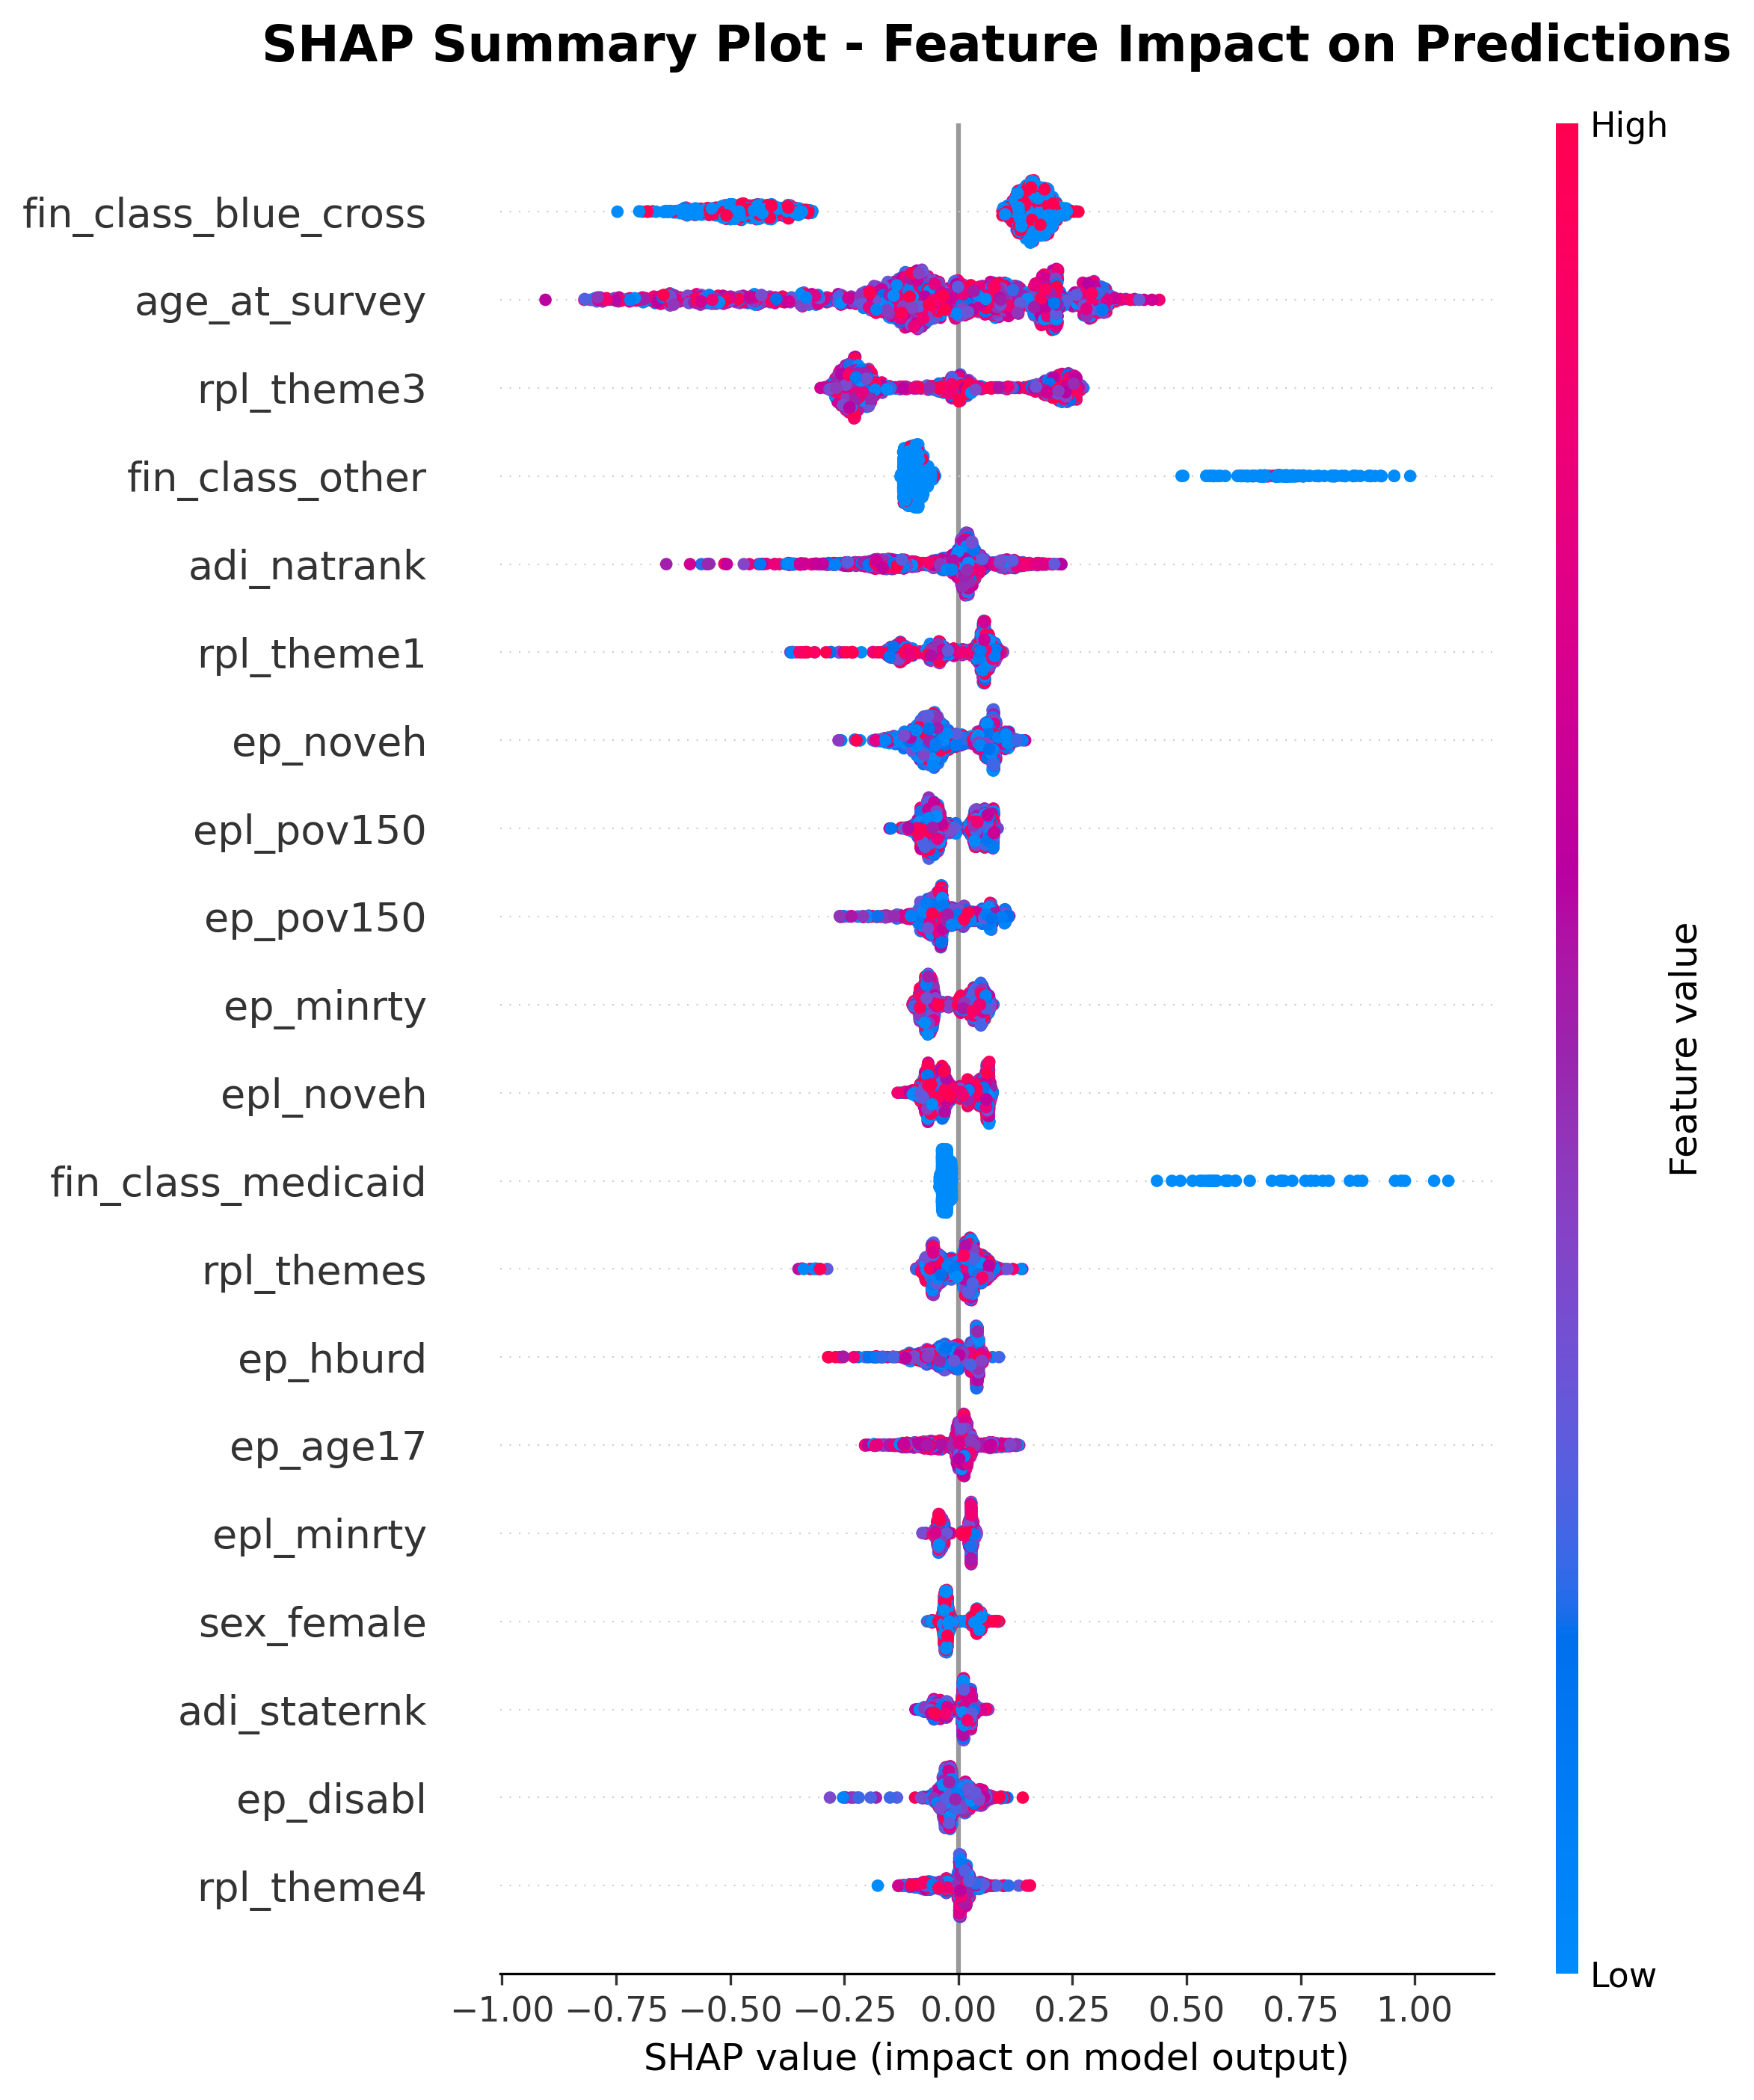 SHAP Summary Plot - Feature Impact on Predictions
High
fin_class_blue_cross
age_at_survey
rpl_theme3
fin_class_other
adi_natrank
rpl_theme1
ep_noveh
epl_pov150
ep_pov150
ep_minrty
epl_noveh
fin_class_medicaid
rpl_themes
ep_hburd
ep_age17
epl_minrty
sex_female
adi_staternk
ep_disabl
rpl_theme4
Feature value
Low
−1.00 −0.75 −0.50 −0.25 0.00 0.25 0.50 0.75 1.00
SHAP value (impact on model output)